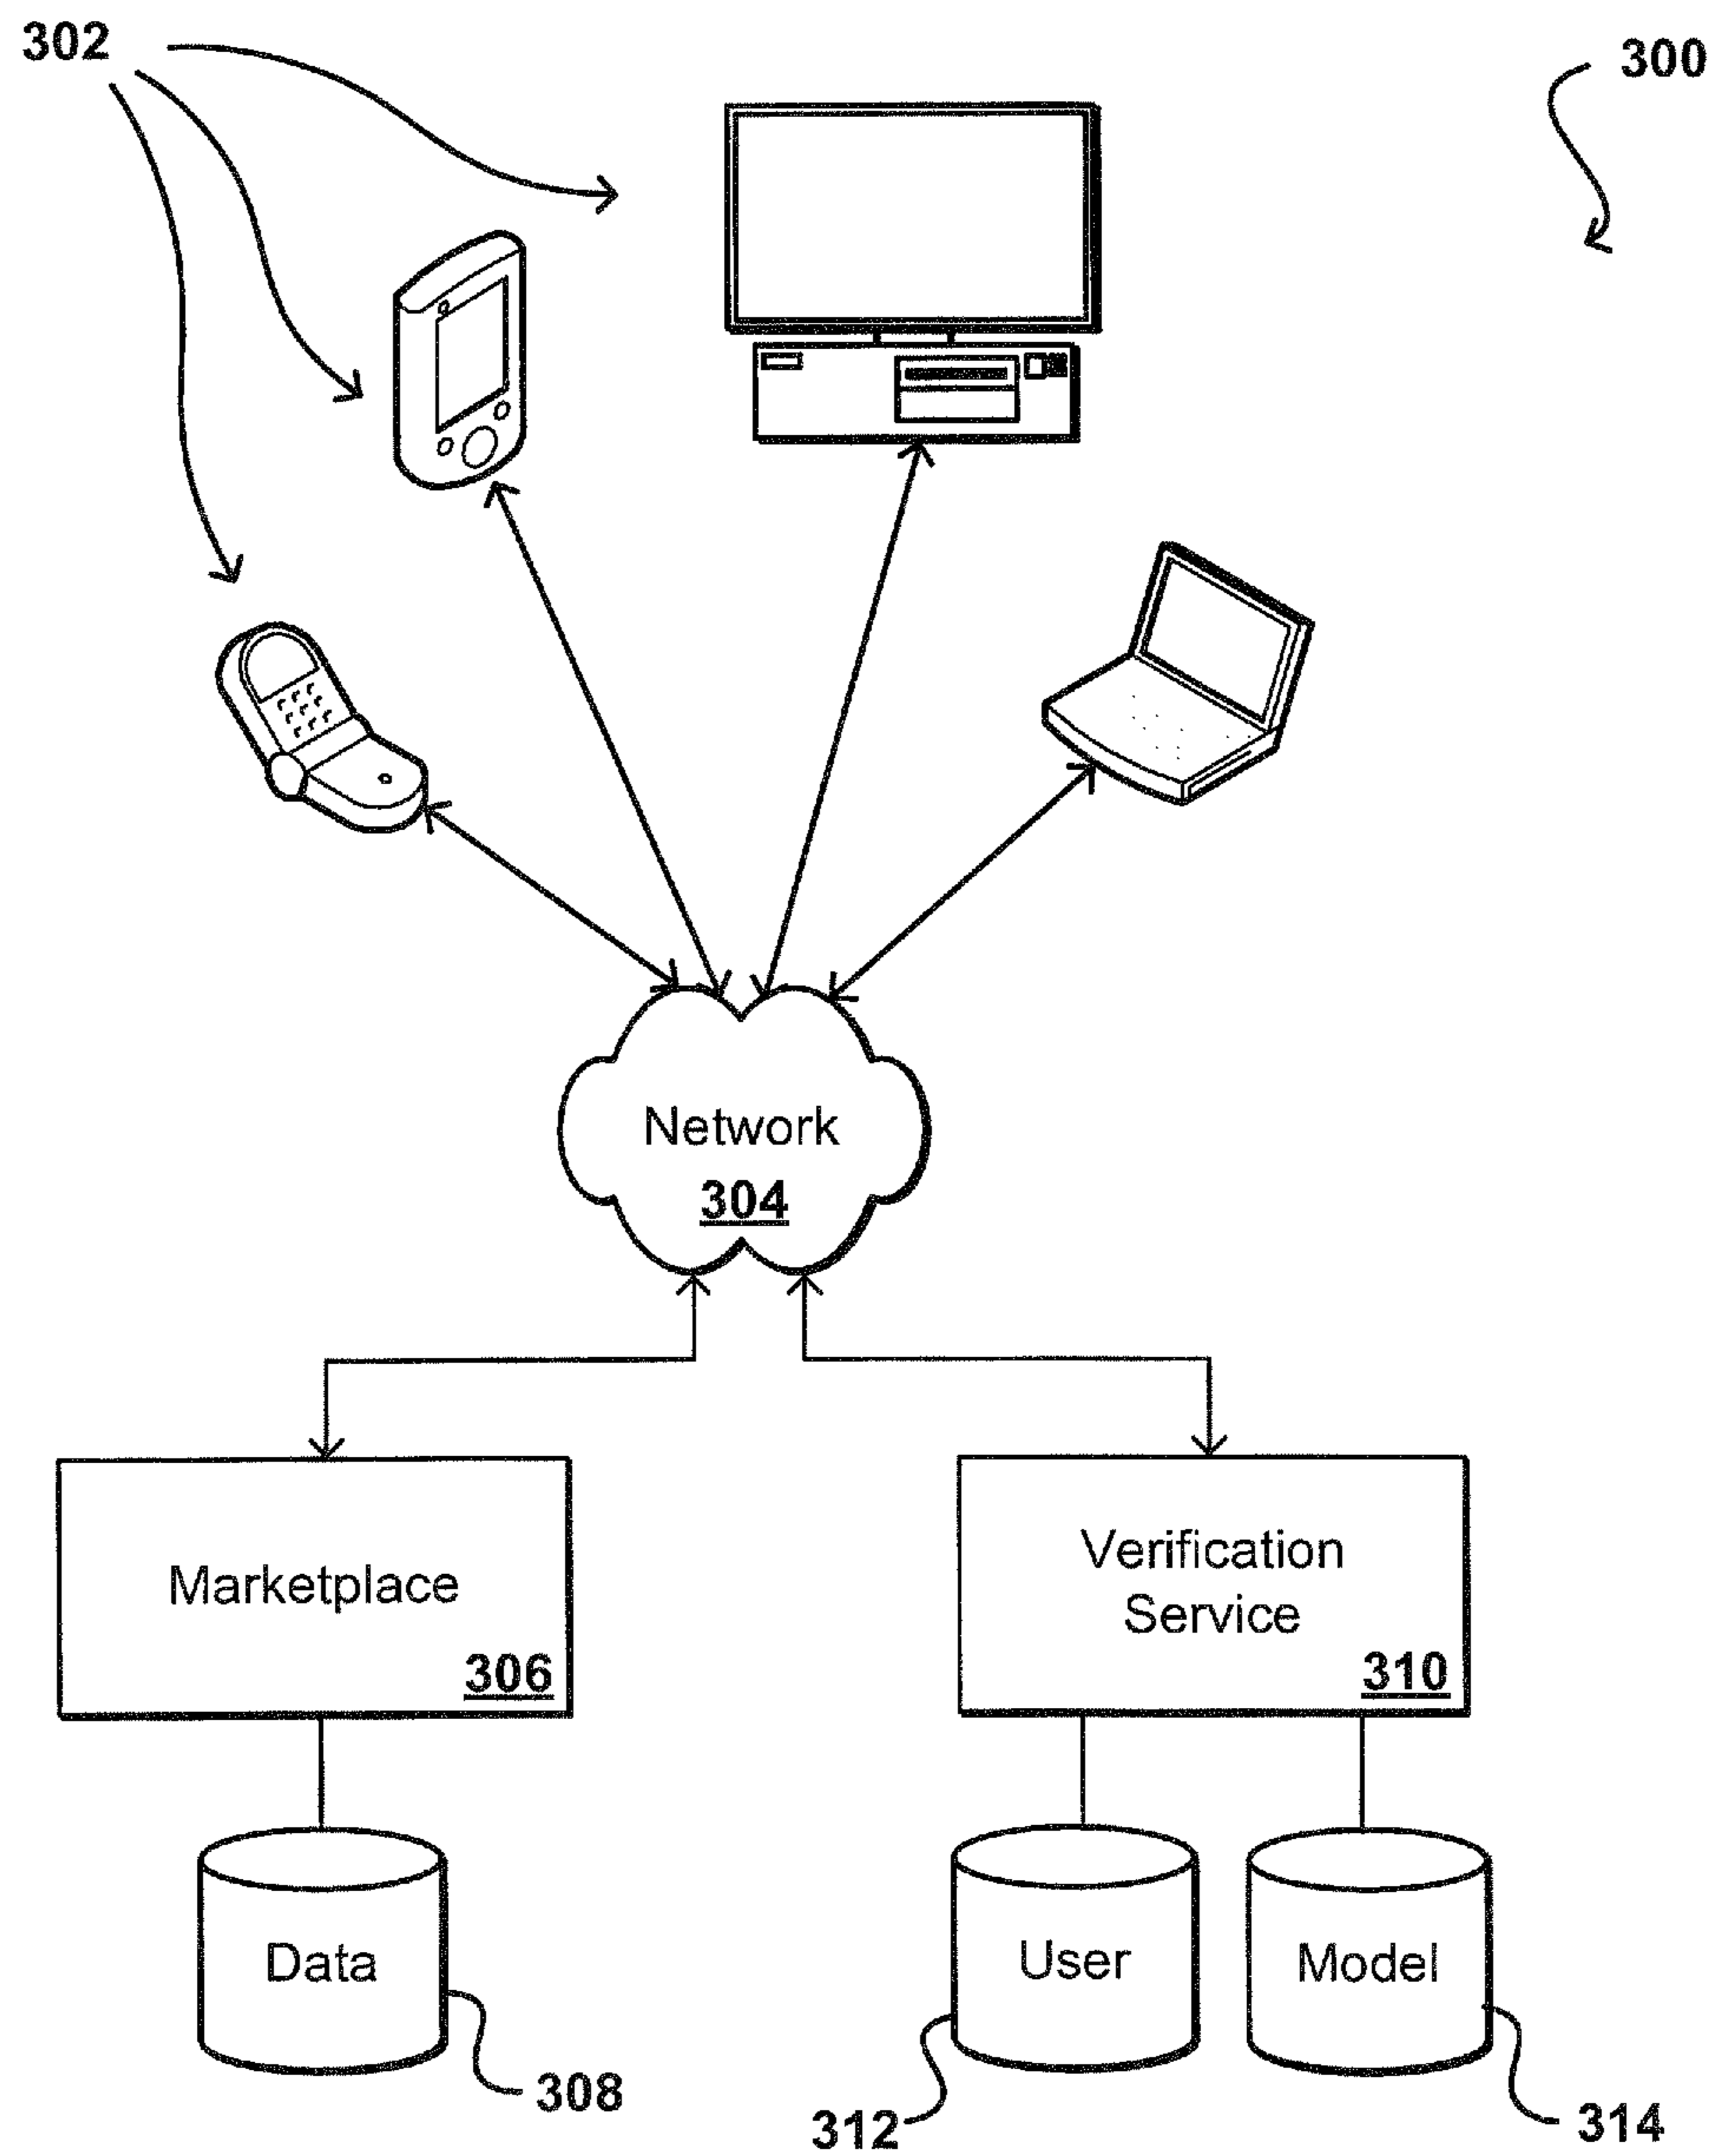 302
300
Network
304
Marketplace
306
Verification
Service
310
Data
User
Model
308
312
314